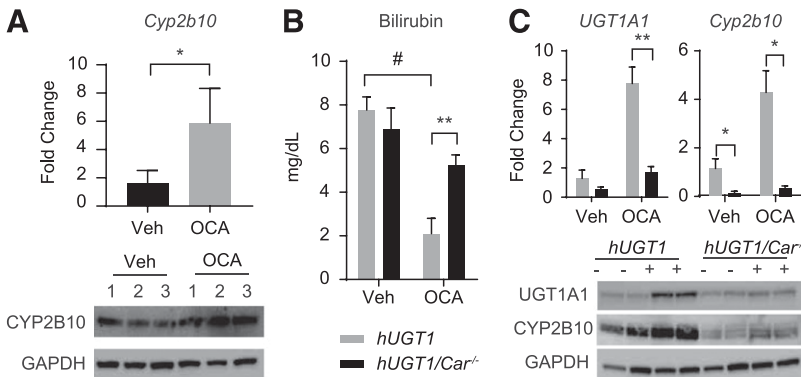 A
Cyp2b10
*
Fold Change
10
8
6
4
2
0
Veh
OCA
Veh
OCA
1 2 3 1 2 3
CYP2B10
GAPDH
B
Bilirubin
#
**
mg/dL
10
8
6
4
2
0
Veh
OCA
hUGT1
hUGT1/Car-/-
C
UGT1A1
**
Fold Change
10
8
6
4
2
0
Veh
OCA
Cyp2b10
*
*
6
4
2
0
Veh
OCA
hUGT1
hUGT1/Car-
- - + + - - + +
UGT1A1
CYP2B10
GAPDH